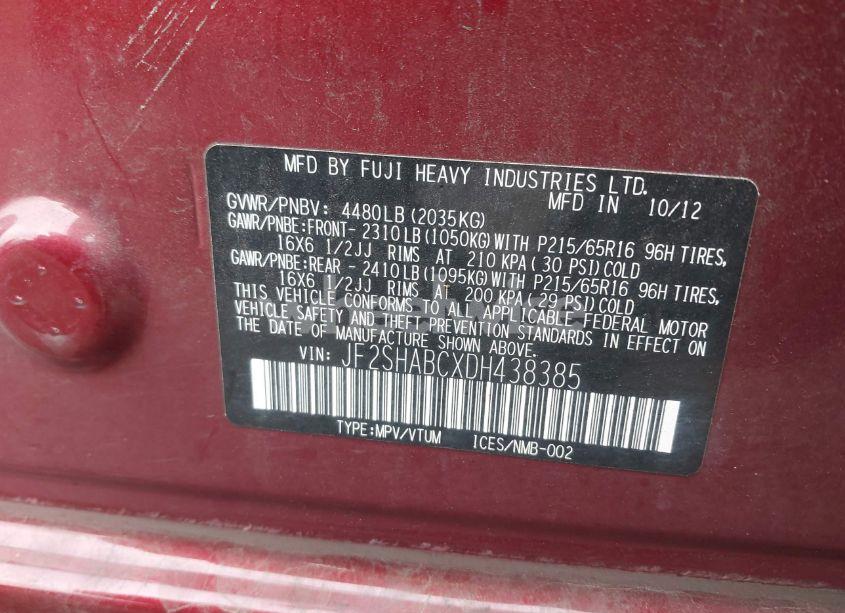 MFD BY FUJI HEAVY INDUSTRIES LTD.
MFD IN 10/12
GVWR/PNBV: 4480LB(2035KG)
GAWR/PNBE:FRONT- 2310LB(1050KG)WITH P215/65R16 96H TIRES,
16X6 1/2JJ RIMS AT 210 KPA( 30 PSI)COLD
GAWR/PNBE:REAR - 2410LB(1095KG)WITH P215/65R16 96H TIRES,
16X6 1/2JJ RIMS AT 200 KPA( 29 PSI)COLD
THIS VEHICLE CONFORMS TO ALL APPLICABLE FEDERAL MOTOR
VEHICLE SAFETY AND THEFT PREVENTION STANDARDS IN EFFECT ON
THE DATE OF MANUFACTURE SHOWN ABOVE.
VIN: JF2SHABCXDH438385
TYPE:MPV/VTUM ICES/NMB-002